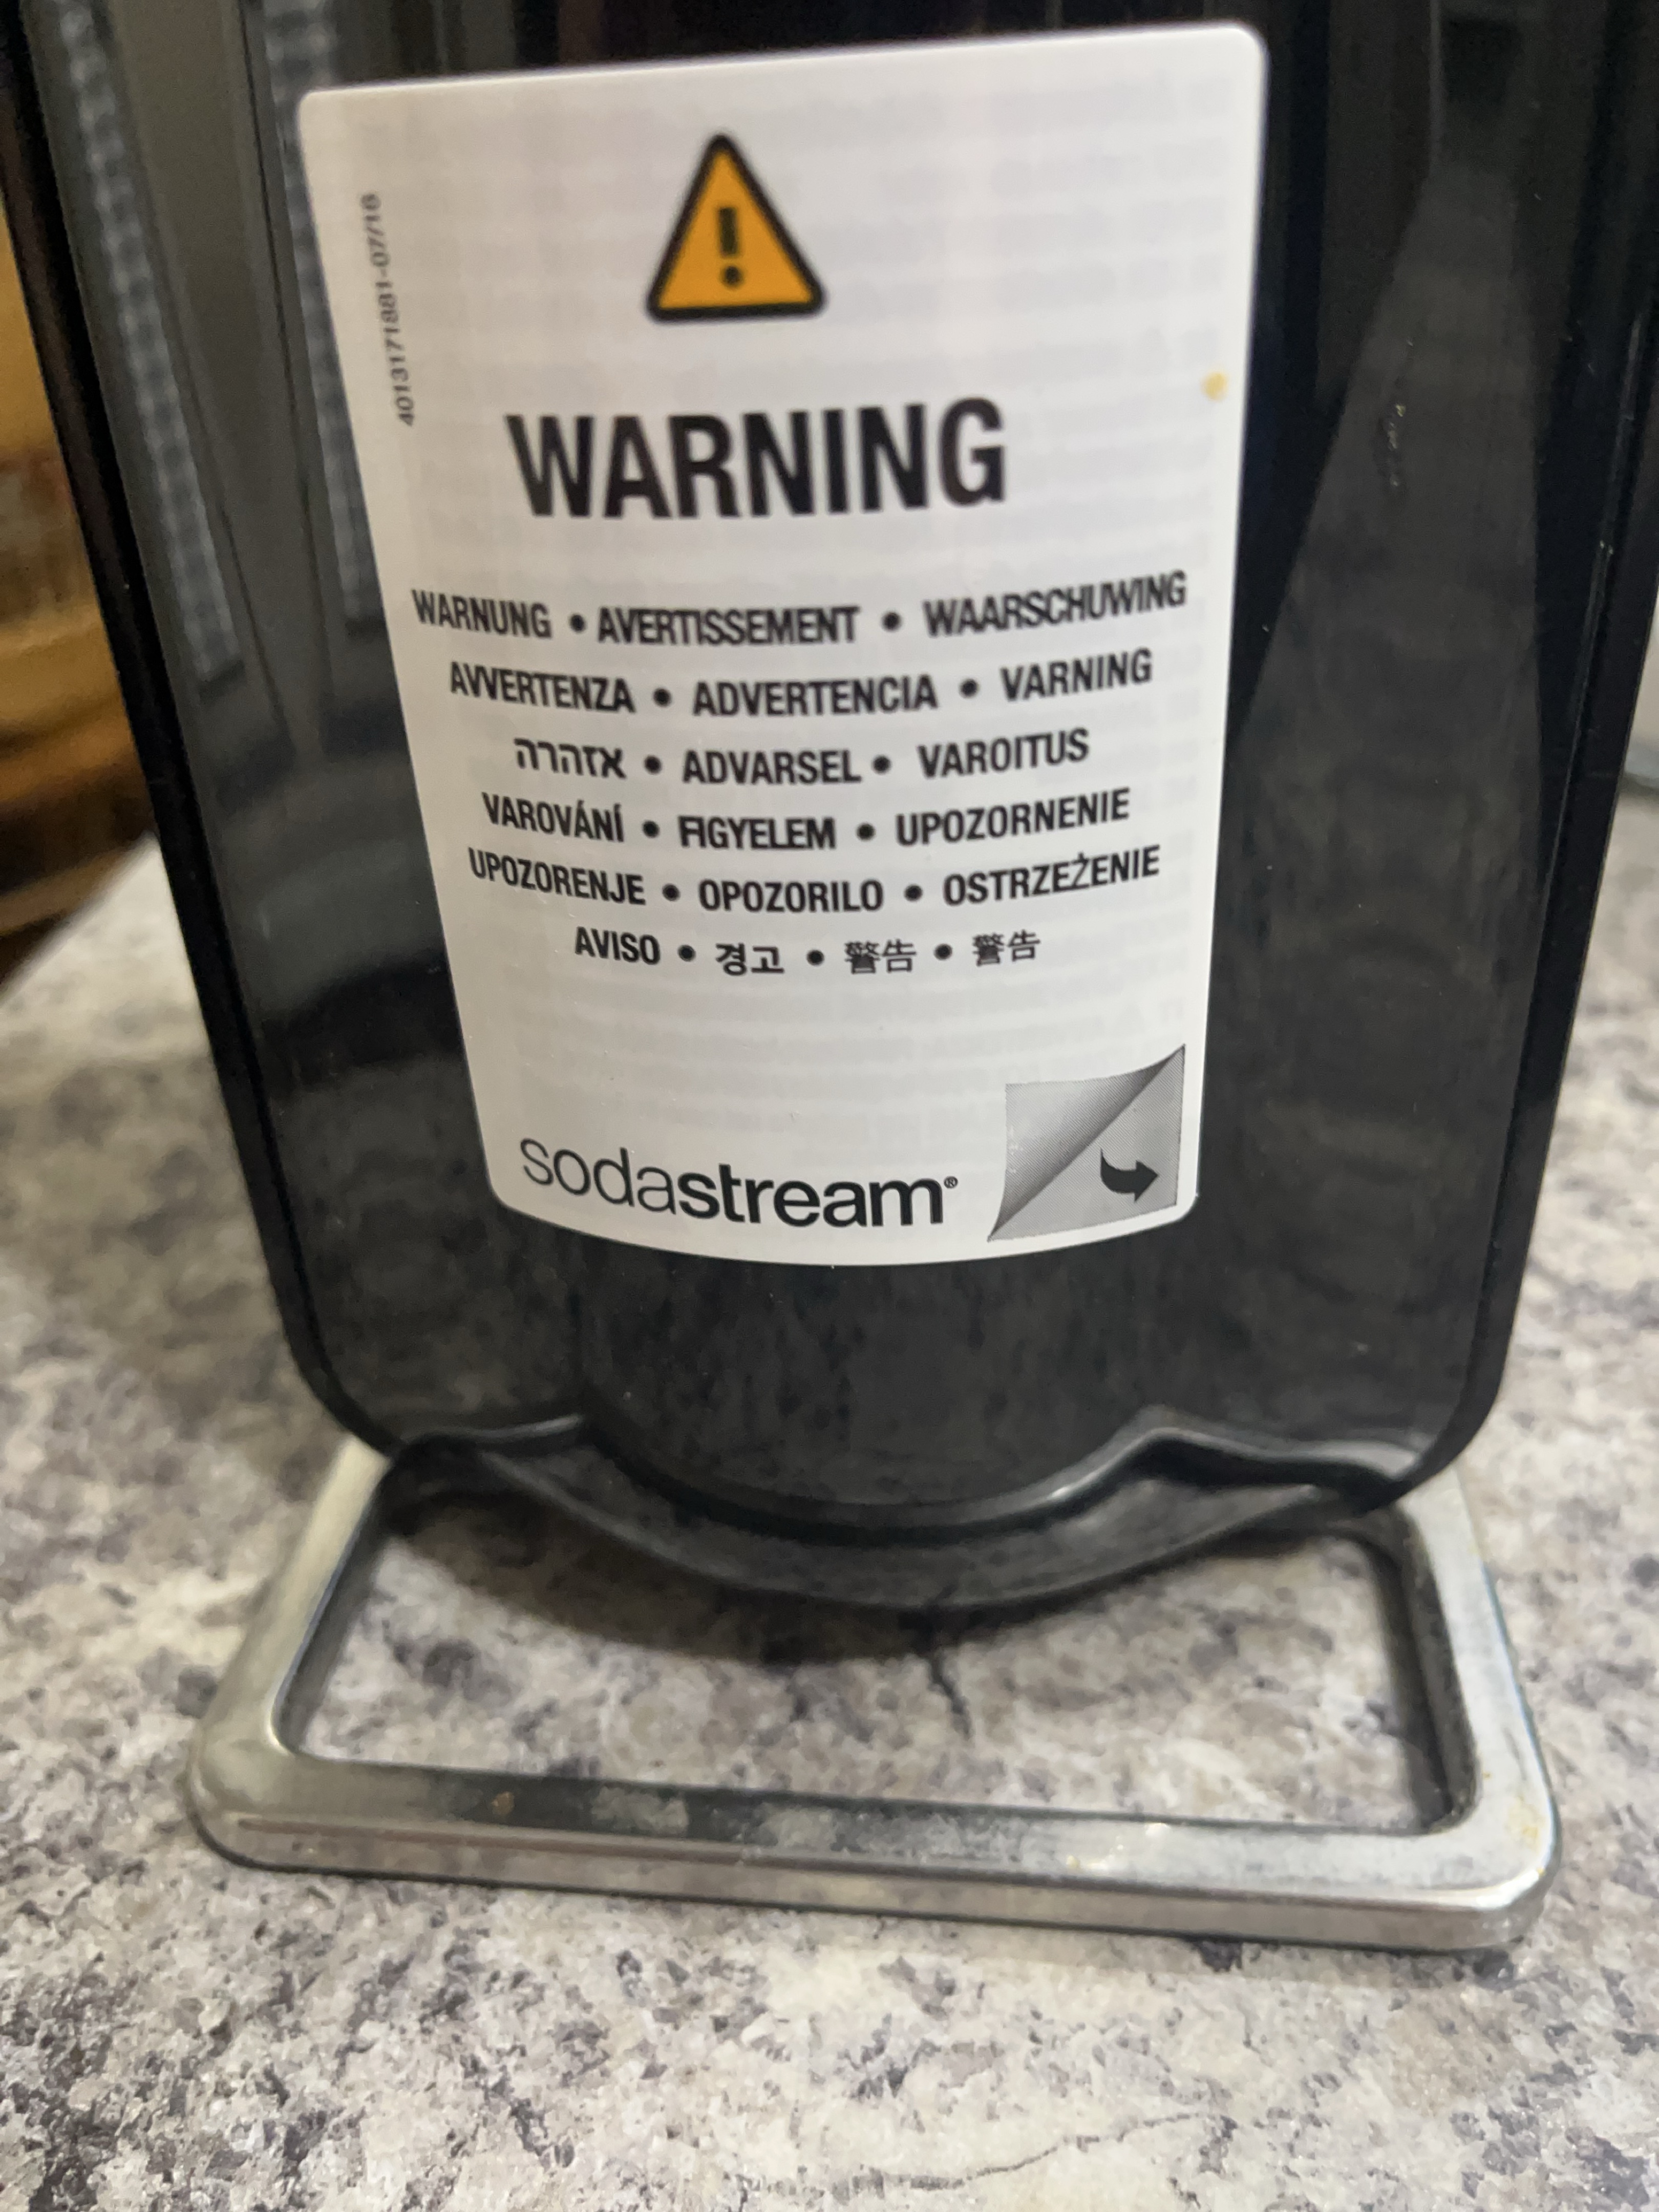 4013171881-07/16
WARNING
WARNUNG • AVERTISSEMENT • WAARSCHUWING
AVVERTENZA • ADVERTENCIA • VARNING
אזהרה • ADVARSEL • VAROITUS
VAROVÁNÍ • FIGYELEM • UPOZORNENIE
UPOZORENJE • OPOZORILO • OSTRZEŻENIE
AVISO • 경고 • 警告 • 警告
sodastream®